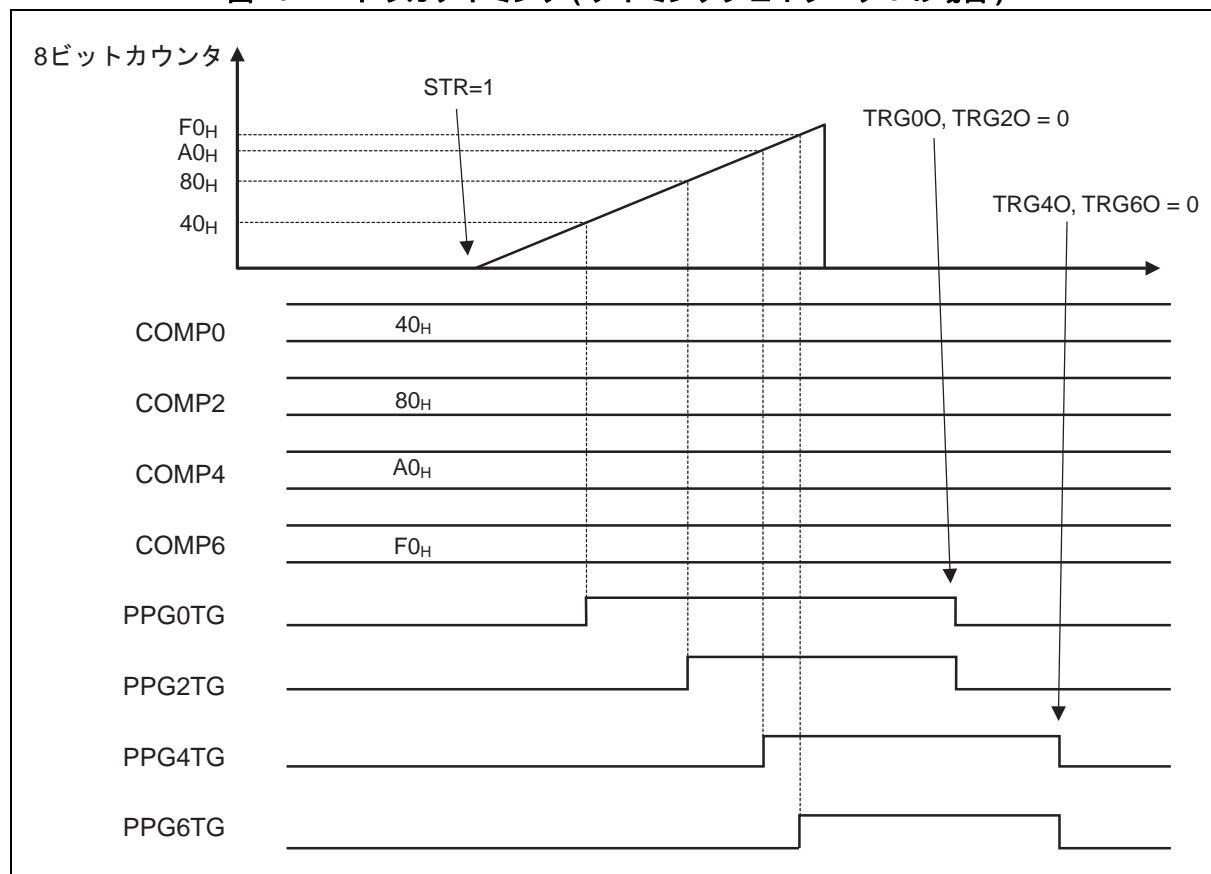 8ビットカウンタ
STR=1
TRG0O, TRG2O = 0
F0H
A0H
80H
TRG4O, TRG6O = 0
40H
COMP0 40H
COMP2 80H
COMP4 A0H
COMP6 F0H
PPG0TG
PPG2TG
PPG4TG
PPG6TG